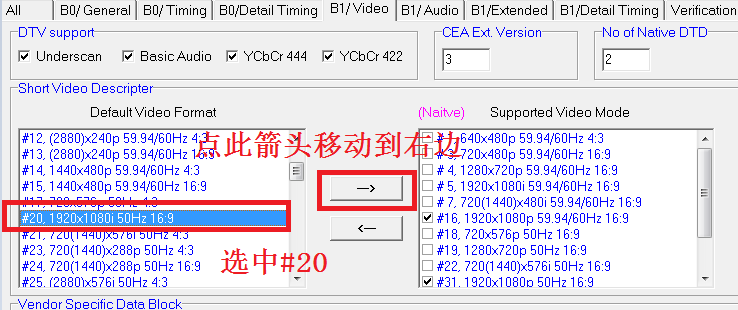 All B0/ General B0/ Timing B0/Detail Timing B1/ Video B1/ Audio B1/Extended B1/Detail Timing Verification
DTV support CEA Ext. Version No of Native DTD
Underscan Basic Audio YCbCr 444 YCbCr 422 3 2
Short Video Descripter
Default Video Format (Naitve) Supported Video Mode
#12, (2880)x240p 59.94/60Hz 4:3
#13, (2880)x240p 59.94/60Hz 16:9
#14, 1440x480p 59.94/60Hz 4:3
#15, 1440x480p 59.94/60Hz 16:9
#17, 720x576p 50Hz 4:3
#20, 1920x1080i 50Hz 16:9
#21, 720(1440)x576i 50Hz 4:3
#23, 720(1440)x288p 50Hz 4:3
#24, 720(1440)x288p 50Hz 16:9
#25, (2880)x576i 50Hz 4:3
点此箭头移动到右边
-->
<--
选中#20
# 1, 640x480p 59.94/60Hz 4:3
# 3, 720x480p 59.94/60Hz 16:9
# 4, 1280x720p 59.94/60Hz 16:9
# 5, 1920x1080i 59.94/60Hz 16:9
# 7, 720(1440)x480i 59.94/60Hz 16:9
#16, 1920x1080p 59.94/60Hz 16:9
#18, 720x576p 50Hz 16:9
#19, 1280x720p 50Hz 16:9
#22, 720(1440)x576i 50Hz 16:9
#31, 1920x1080p 50Hz 16:9
Vendor Specific Data Block